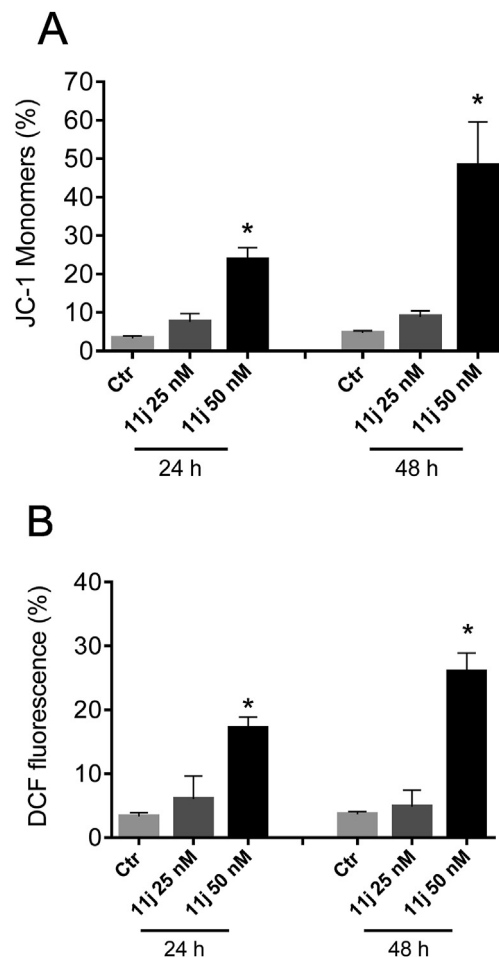 A
JC-1 Monomers (%)
70
60
50
40
30
20
10
0
*
*
Ctr
11j 25 nM
11j 50 nM
Ctr
11j 25 nM
11j 50 nM
24 h
48 h
B
DCF fluorescence (%)
40
30
20
10
0
*
*
Ctr
11j 25 nM
11j 50 nM
Ctr
11j 25 nM
11j 50 nM
24 h
48 h